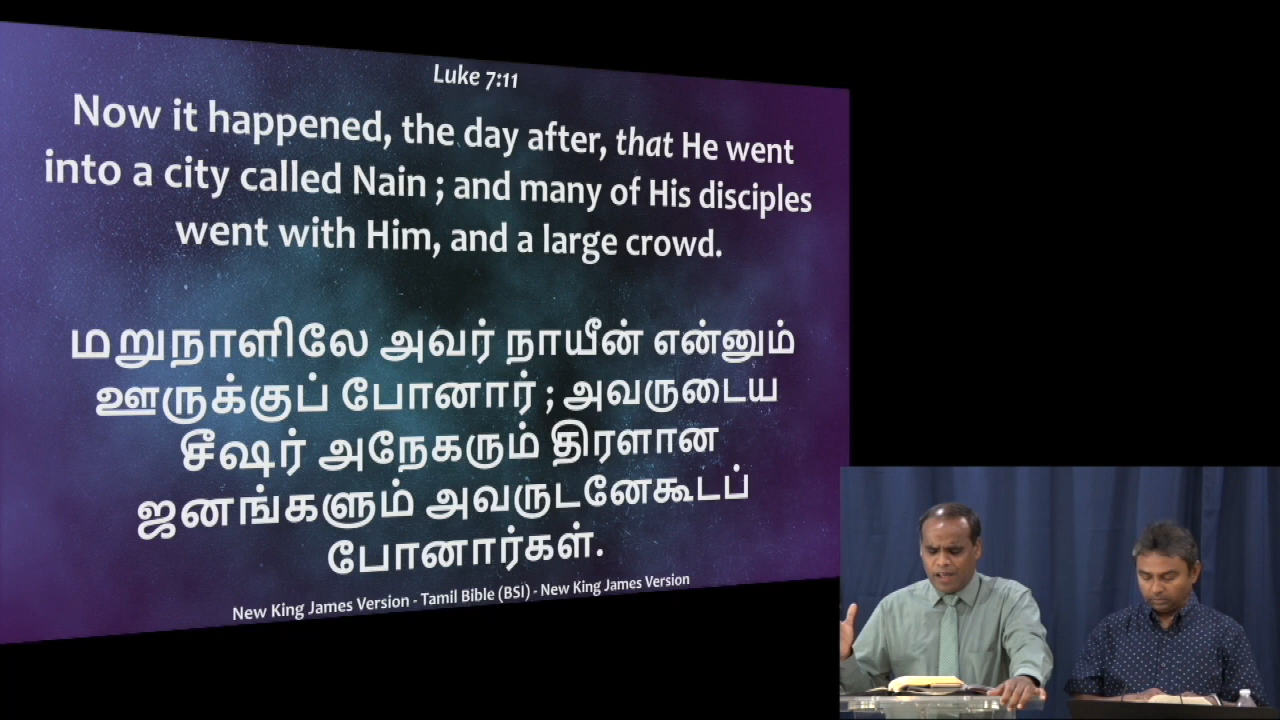 Luke 7:11
Now it happened, the day after, that He went
into a city called Nain ; and many of His disciples
went with Him, and a large crowd.
மறுநாளிலே அவர் நாயீன் என்னும்
ஊருக்குப் போனார் ; அவருடைய
சீஷர் அநேகரும் திரளான
ஜனங்களும் அவருடனேகூடப்
போனார்கள்.
New King James Version - Tamil Bible (BSI) - New King James Version